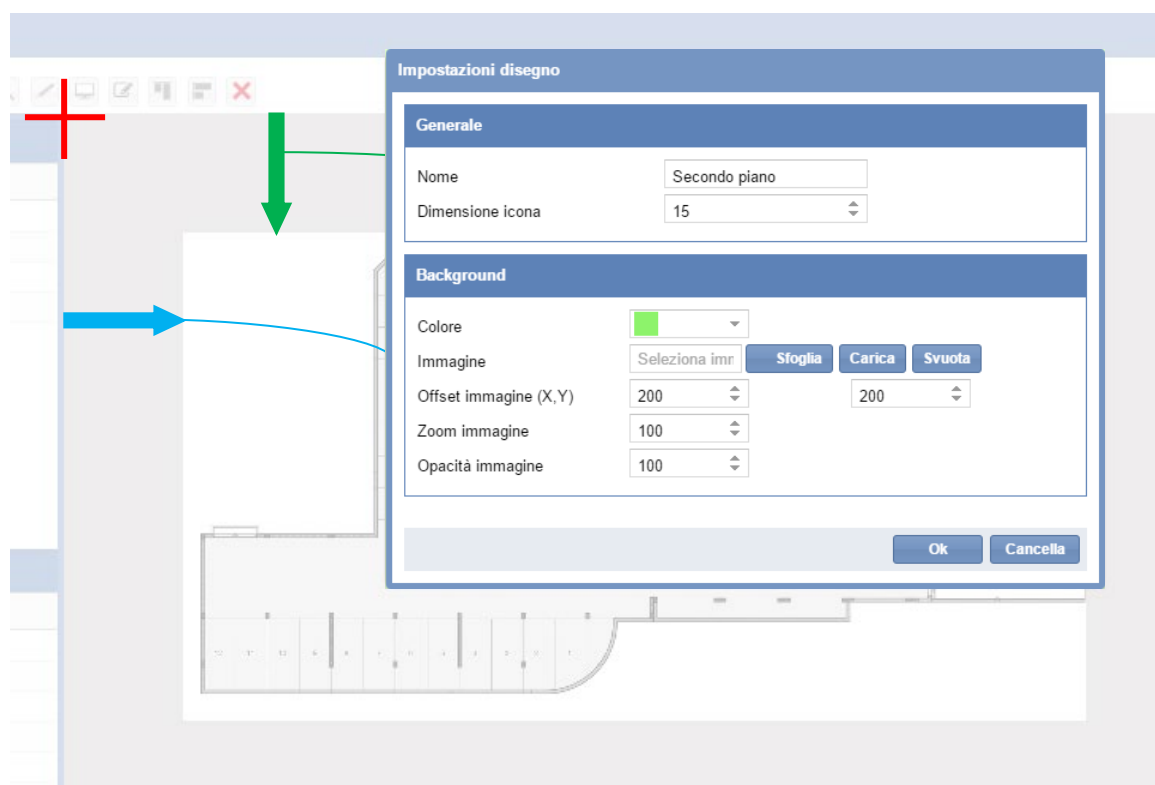 Impostazioni disegno
Generale
Nome Secondo piano
Dimensione icona 15
Background
Colore
Immagine Seleziona imm Sfoglia Carica Svuota
Offset immagine (X,Y) 200 200
Zoom immagine 100
Opacità immagine 100
Ok Cancella